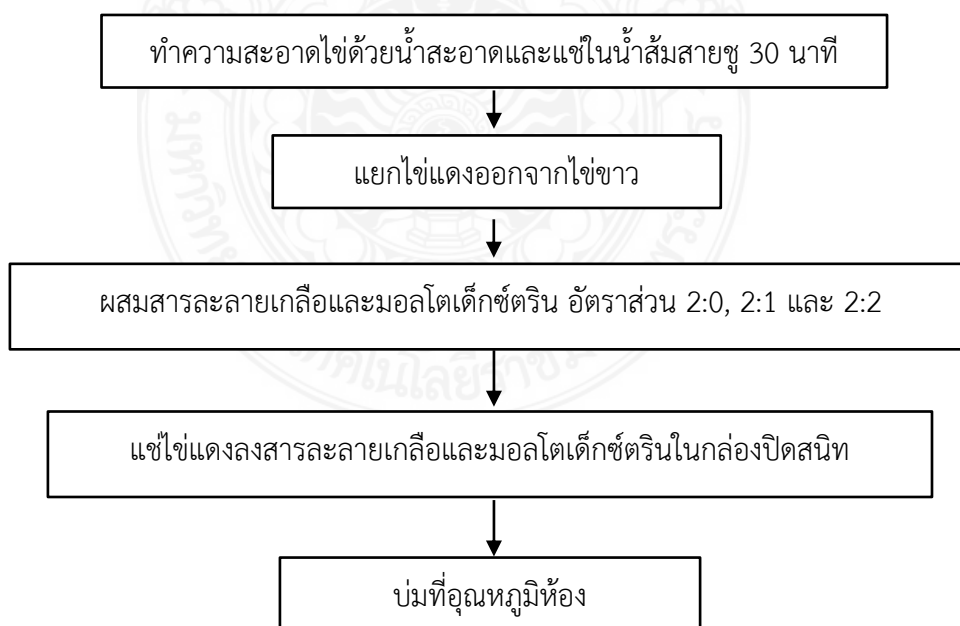 ทำความสะอาดไข่ด้วยน้ำสะอาดและแช่ในน้ำส้มสายชู 30 นาที
แยกไข่แดงออกจากไข่ขาว
ผสมสารละลายเกลือและมอลโตเด็กซ์ตริน อัตราส่วน 2:0, 2:1 และ 2:2
แช่ไข่แดงลงสารละลายเกลือและมอลโตเด็กซ์ตรินในกล่องปิดสนิท
บ่มที่อุณหภูมิห้อง